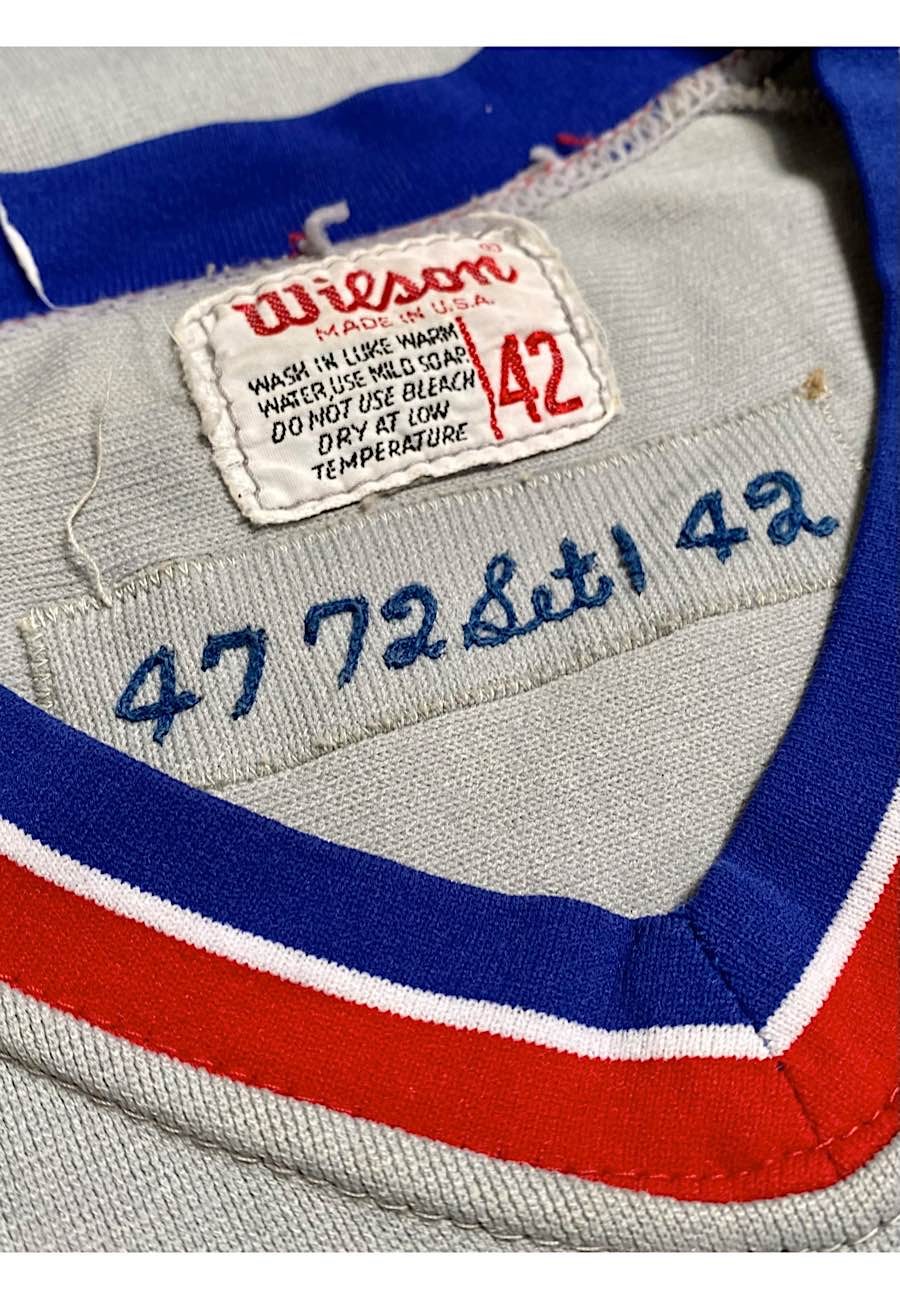 Wilson®
MADE IN U.S.A.
WASH IN LUKE WARM
WATER, USE MILD SOAP.
DO NOT USE BLEACH
DRY AT LOW
TEMPERATURE
42
47 72 Set 1 42